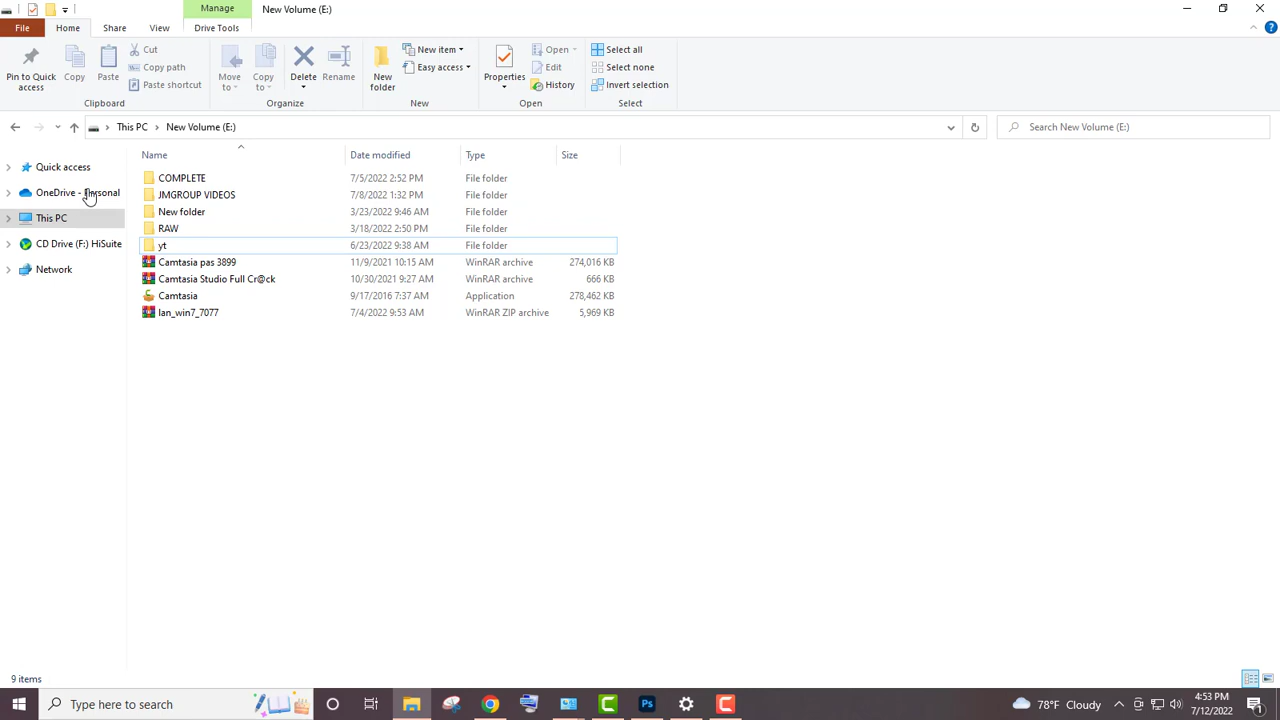 Manage
New Volume (E:)
File
Home
Share
View
Drive Tools
Pin to Quick access
Copy
Paste
Cut
Copy path
Paste shortcut
Clipboard
Move to
Copy to
Delete
Rename
Organize
New folder
New item
Easy access
New
Properties
Open
Edit
History
Open
Select all
Select none
Invert selection
Select
This PC > New Volume (E:)
Search New Volume (E:)
Name Date modified Type Size
Quick access
OneDrive - Personal
This PC
CD Drive (F:) HiSuite
Network
COMPLETE 7/5/2022 2:52 PM File folder
JMGROUP VIDEOS 7/8/2022 1:32 PM File folder
New folder 3/23/2022 9:46 AM File folder
RAW 3/18/2022 2:50 PM File folder
yt 6/23/2022 9:38 AM File folder
Camtasia pas 3899 11/9/2021 10:15 AM WinRAR archive 274,016 KB
Camtasia Studio Full Cr@ck 10/30/2021 9:27 AM WinRAR archive 666 KB
Camtasia 9/17/2016 7:37 AM Application 278,462 KB
lan_win7_7077 7/4/2022 9:53 AM WinRAR ZIP archive 5,969 KB
9 items
Type here to search
Ps
78°F Cloudy
4:53 PM
7/12/2022